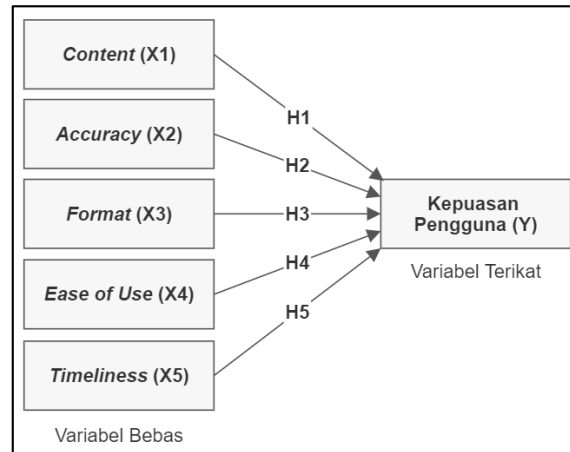 Content (X1)
H1
Accuracy (X2)
H2
Format (X3)
H3
Kepuasan
Pengguna (Y)
Variabel Terikat
H4
Ease of Use (X4)
H5
Timeliness (X5)
Variabel Bebas